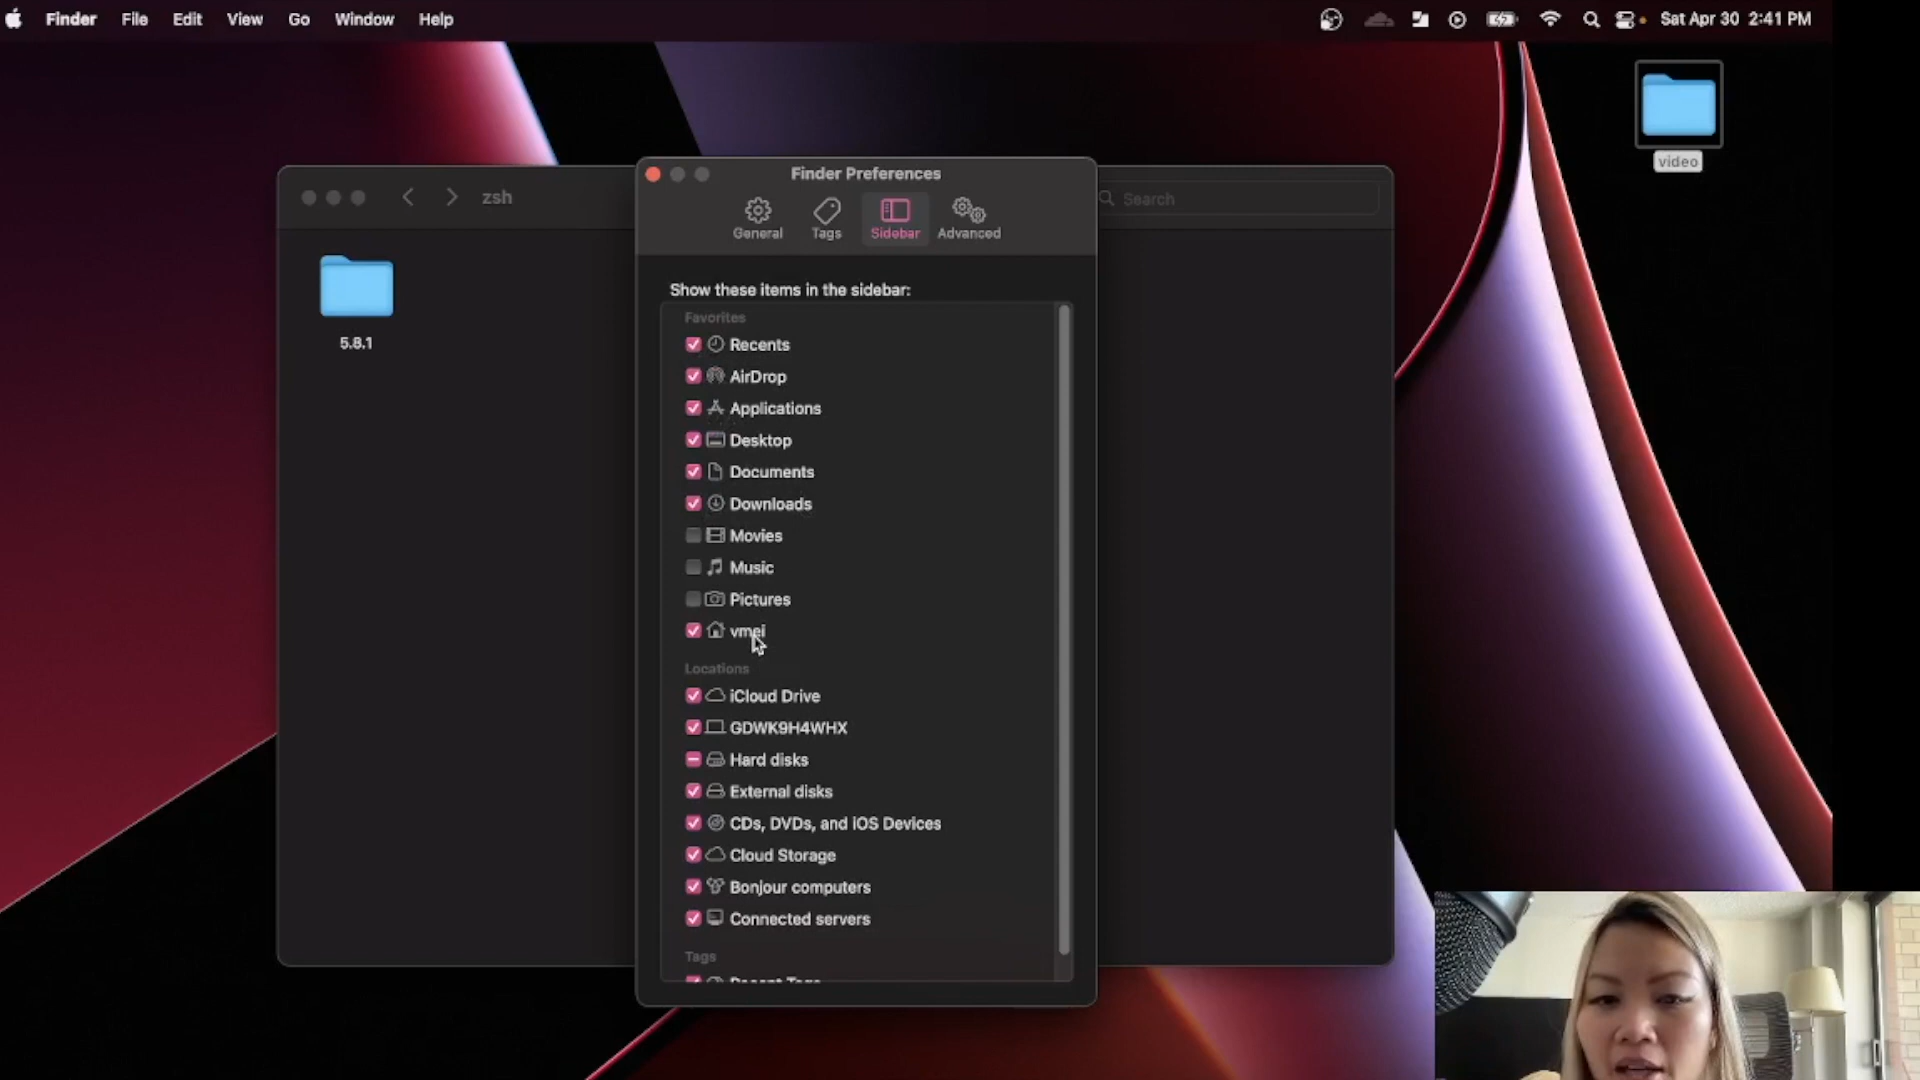 Finder File Edit View Go Window Help
Sat Apr 30 2:41 PM
video
zsh
Search
5.8.1
Finder Preferences
General
Tags
Sidebar
Advanced
Show these items in the sidebar:
Favorites
Recents
AirDrop
Applications
Desktop
Documents
Downloads
Movies
Music
Pictures
vmei
Locations
iCloud Drive
GDWK9H4WHX
Hard disks
External disks
CDs, DVDs, and iOS Devices
Cloud Storage
Bonjour computers
Connected servers
Tags
Recent Tags